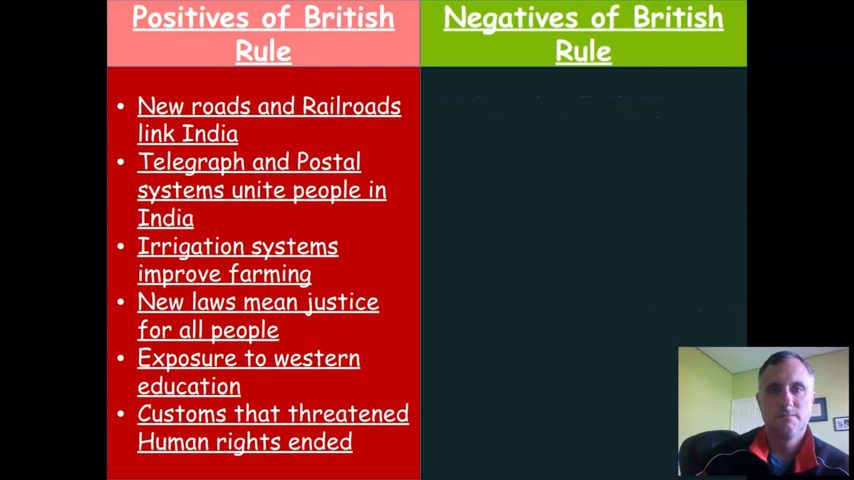 Positives of British
Rule
Negatives of British
Rule
• New roads and Railroads
link India
• Telegraph and Postal
systems unite people in
India
• Irrigation systems
improve farming
• New laws mean justice
for all people
• Exposure to western
education
• Customs that threatened
Human rights ended